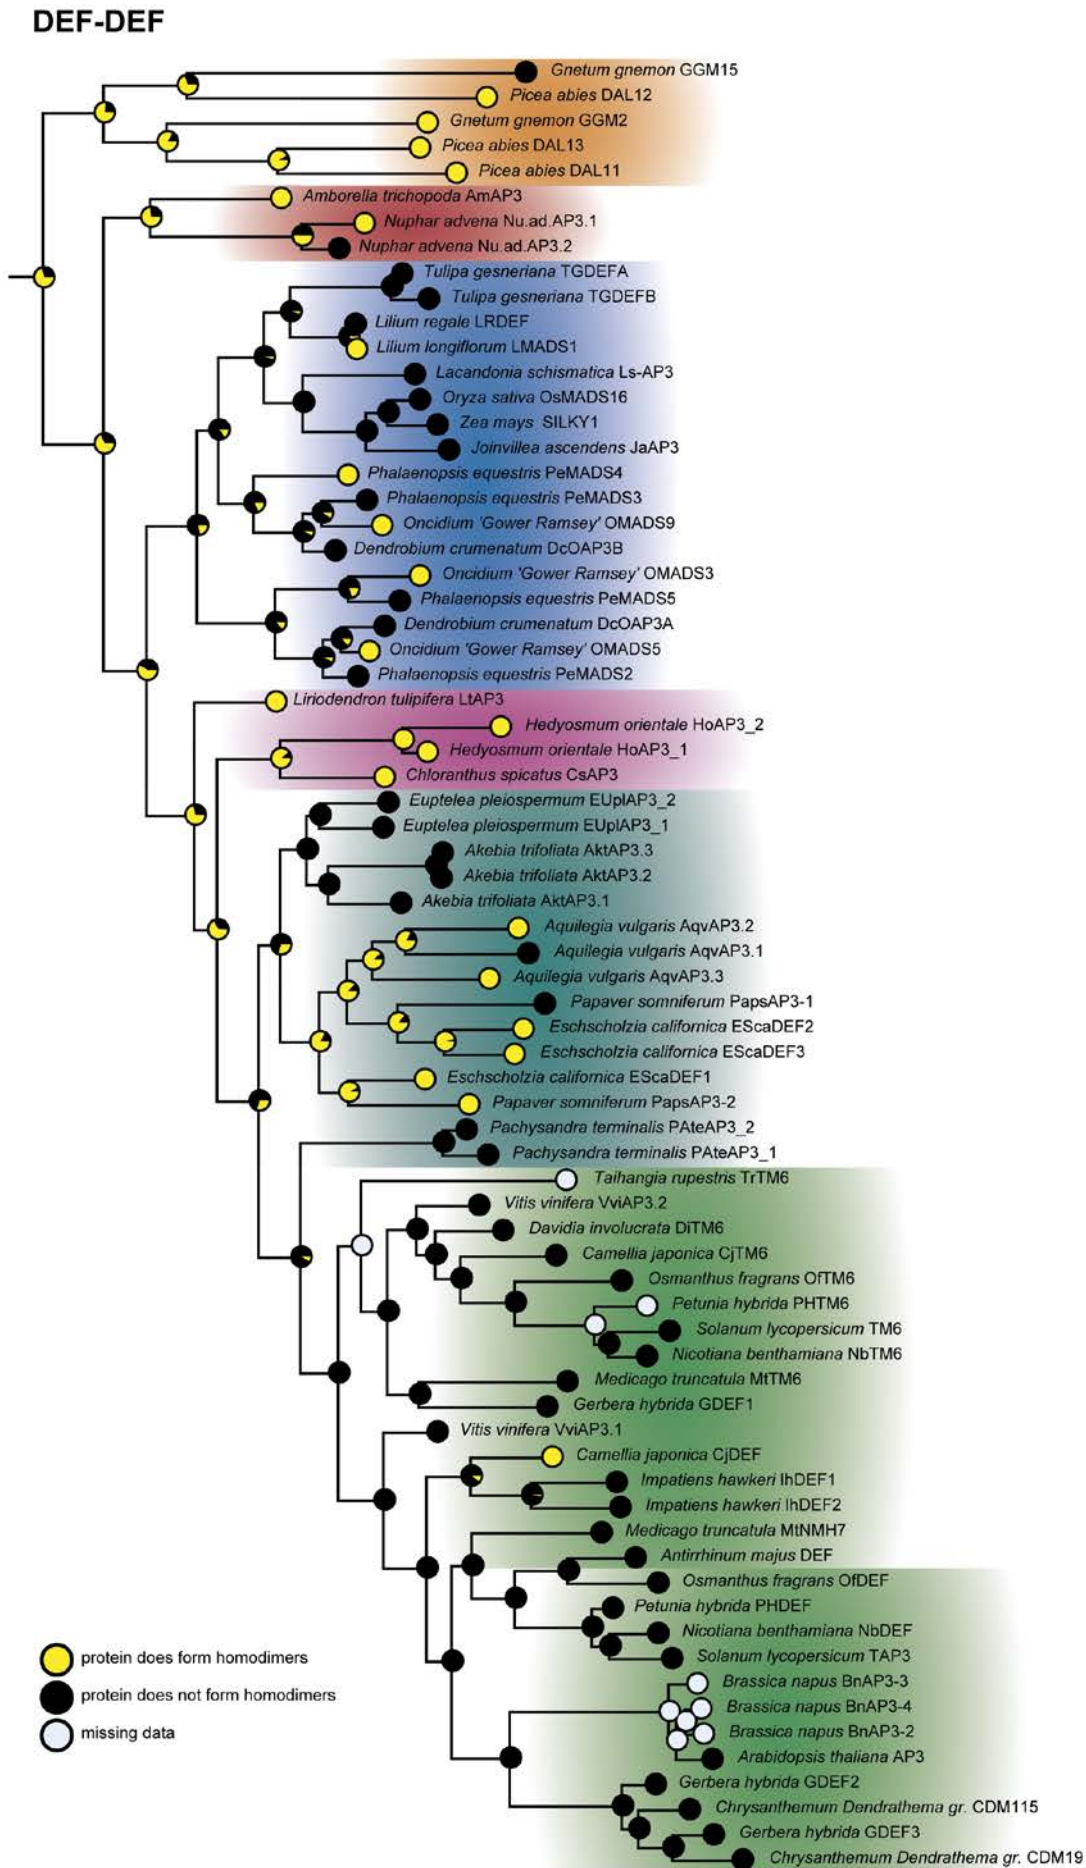 DEF-DEF
Gnetum gnemon GGM15
Picea abies DAL12
Gnetum gnemon GGM2
Picea abies DAL13
Picea abies DAL11
Amborella trichopoda AmAP3
Nuphar advena Nu.ad.AP3.1
Nuphar advena Nu.ad.AP3.2
Tulipa gesneriana TGDEFA
Tulipa gesneriana TGDEFB
Lilium regale LRDEF
Lilium longiflorum LMADS1
Lacandonia schismatica Ls-AP3
Oryza sativa OsMADS16
Zea mays SILKY1
Joinvillea ascendens JaAP3
Phalaenopsis equestris PeMADS4
Phalaenopsis equestris PeMADS3
Oncidium 'Gower Ramsey' OMADS9
Dendrobium crumenatum DcOAP3B
Oncidium 'Gower Ramsey' OMADS3
Phalaenopsis equestris PeMADS5
Dendrobium crumenatum DcOAP3A
Oncidium 'Gower Ramsey' OMADS5
Phalaenopsis equestris PeMADS2
Liriodendron tulipifera LtAP3
Hedyosmum orientale HoAP3_2
Hedyosmum orientale HoAP3_1
Chloranthus spicatus CsAP3
Euptelea pleiospermum EUplAP3_2
Euptelea pleiospermum EUplAP3_1
Akebia trifoliata AktAP3.3
Akebia trifoliata AktAP3.2
Akebia trifoliata AktAP3.1
Aquilegia vulgaris AqvAP3.2
Aquilegia vulgaris AqvAP3.1
Aquilegia vulgaris AqvAP3.3
Papaver somniferum PapsAP3-1
Eschscholzia californica EScaDEF2
Eschscholzia californica EScaDEF3
Eschscholzia californica EScaDEF1
Papaver somniferum PapsAP3-2
Pachysandra terminalis PAteAP3_2
Pachysandra terminalis PAteAP3_1
Taihangia rupestris TrTM6
Vitis vinifera VviAP3.2
Davidia involucrata DiTM6
Camellia japonica CjTM6
Osmanthus fragrans OfTM6
Petunia hybrida PHTM6
Solanum lycopersicum TM6
Nicotiana benthamiana NbTM6
Medicago truncatula MtTM6
Gerbera hybrida GDEF1
Vitis vinifera VviAP3.1
Camellia japonica CjDEF
Impatiens hawkeri IhDEF1
Impatiens hawkeri IhDEF2
Medicago truncatula MtNMH7
Antirrhinum majus DEF
Osmanthus fragrans OfDEF
Petunia hybrida PHDEF
Nicotiana benthamiana NbDEF
Solanum lycopersicum TAP3
Brassica napus BnAP3-3
Brassica napus BnAP3-4
Brassica napus BnAP3-2
Arabidopsis thaliana AP3
Gerbera hybrida GDEF2
Chrysanthemum Dendrathema gr. CDM115
Gerbera hybrida GDEF3
Chrysanthemum Dendrathema gr. CDM19
protein does form homodimers
protein does not form homodimers
missing data